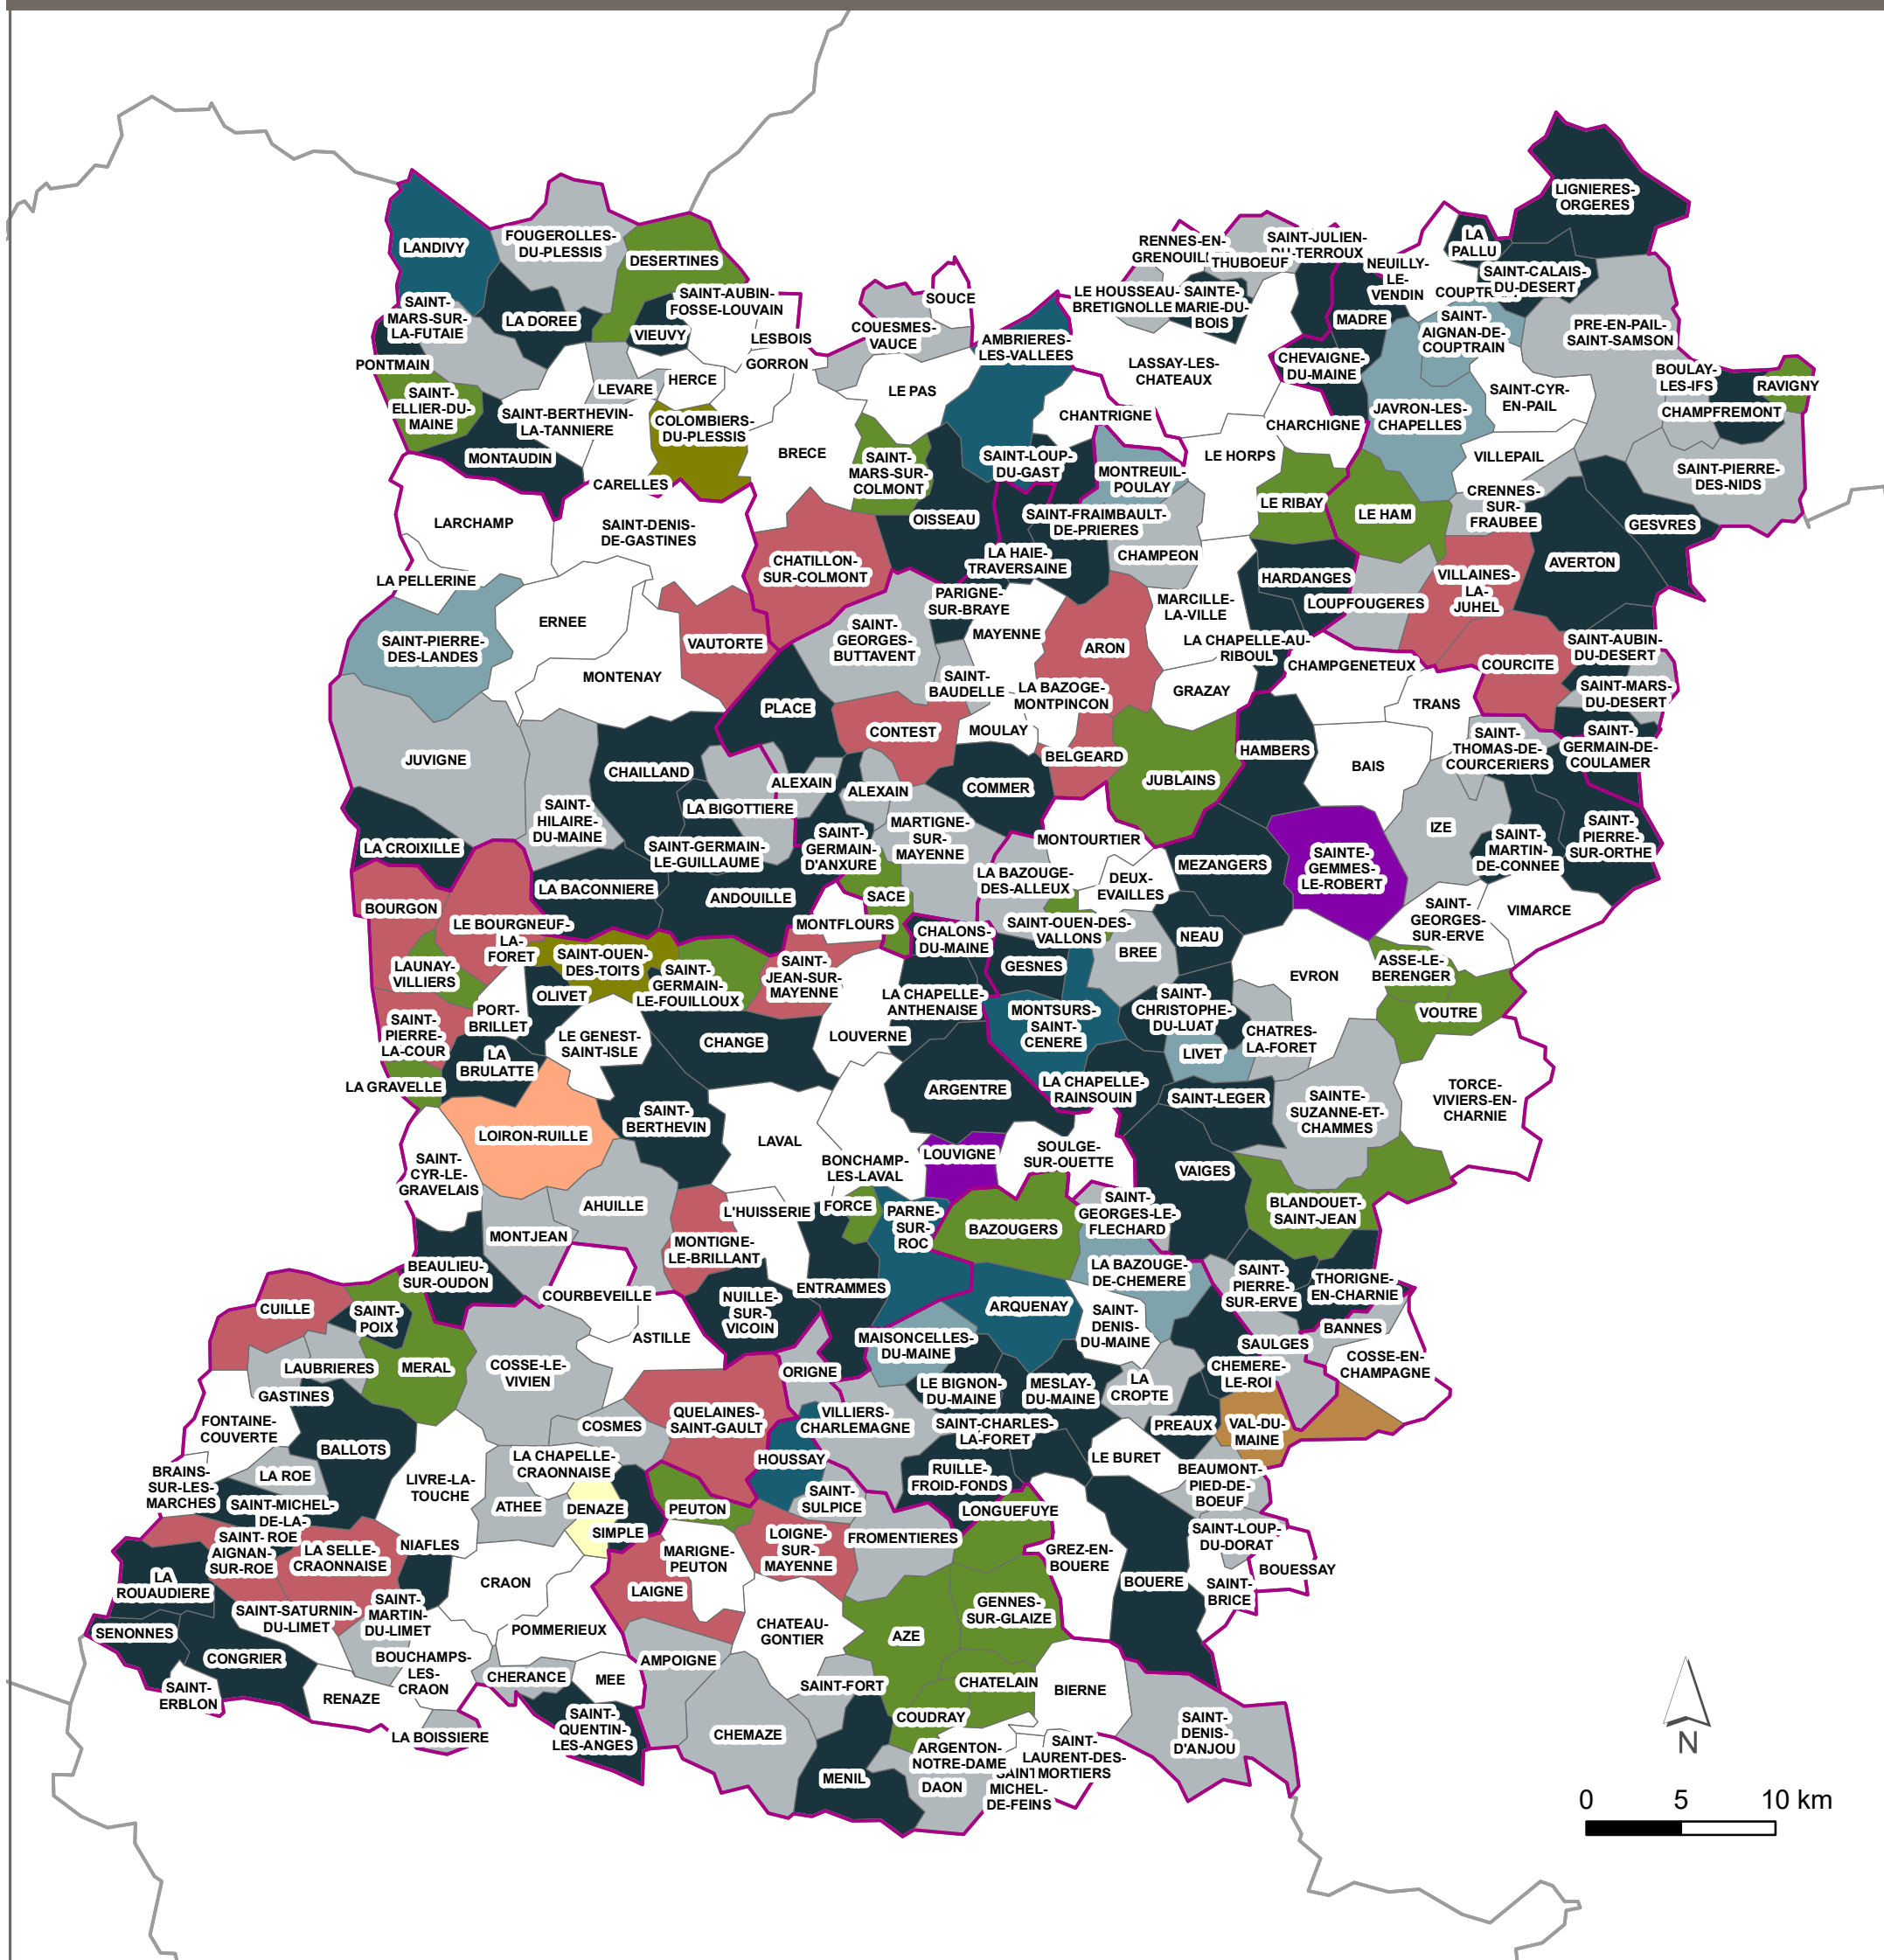 LIGNIERES-
ORGERES
LANDIVY
FOUGEROLLES-
DU-PLESSIS
DESERTINES
RENNES-EN-
SAINT-JULIEN-
DU-TERROUX
THUBOEUF
LA
PALLU
NEUILLY-
LE-
VENDIN
SAINT-CALAIS-
DU-DESERT
SAINT-
MARS-SUR-
LA-FUTAIE
LA DOREE
VIEUVY
SAINT-AUBIN-
FOSSE-LOUVAIN
LESBOIS
SOUCE
COUESMES-
VAUCE
AMBRIERES-
LES-VALLEES
LE HOUSSEAU-
BRETIGNOLLE
SAINTE-
MARIE-DU-
BOIS
MADRE
SAINT-
AIGNAN-DE-
COUPTRAIN
PRE-EN-PAIL-
SAINT-SAMSON
PONTMAIN
GORRON
LEVARE
HERCE
LE PAS
LASSAY-LES-
CHATEAUX
CHEVAIGNE-
DU-MAINE
BOULAY-
LES-IFS
RAVIGNY
CHAMPFREMONT
SAINT-
ELLIER-DU-
MAINE
SAINT-BERTHEVIN-
LA-TANNIERE
COLOMBIERS-
DU-PLESSIS
CHANTRIGNE
CHARCHIGNE
JAVRON-LES-
CHAPELLES
SAINT-CYR-
EN-PAIL
MONTAUDIN
BRECE
SAINT-
MARS-SUR-
COLMONT
SAINT-LOUP-
DU-GAST
MONTREUIL-
POULAY
LE HORPS
VILLEPAIL
SAINT-PIERRE-
DES-NIDS
CARELLES
LARCHAMP
SAINT-DENIS-
DE-GASTINES
OISSEAU
SAINT-FRAIMBAULT-
DE-PRIERES
LE RIBAY
LE HAM
CRENNES-
SUR-
FRAUBEE
GESVRES
LA PELLERINE
CHATILLON-
SUR-COLMONT
LA HAIE-
TRAVERSAINE
CHAMPEON
HARDANGES
LOUPFOUGERES
VILLAINES-
LA-
JUHEL
AVERTON
ERNEE
PARIGNE-
SUR-BRAYE
MARCILLE-
LA-VILLE
SAINT-PIERRE-
DES-LANDES
VAUTORTE
SAINT-
GEORGES-
BUTTAVENT
MAYENNE
ARON
LA CHAPELLE-AU-
RIBOUL
CHAMPGENETEUX
COURCITE
SAINT-AUBIN-
DU-DESERT
MONTENAY
SAINT-
BAUDELLE
LA BAZOGE-
MONTPINCON
GRAZAY
TRANS
SAINT-MARS-
DU-DESERT
PLACE
CONTEST
MOULAY
JUVIGNE
CHAILLAND
ALEXAIN
ALEXAIN
COMMER
BELGEARD
JUBLAINS
HAMBERS
BAIS
SAINT-
THOMAS-DE-
COURCERIERS
SAINT-
GERMAIN-DE-
COULAMER
LA BIGOTTIERE
SAINT-
HILAIRE-
DU-MAINE
LA CROIXILLE
SAINT-GERMAIN-
LE-GUILLAUME
SAINT-
GERMAIN-
D'ANXURE
MARTIGNE-
SUR-
MAYENNE
MONTOURTIER
MEZANGERS
SAINTE-
GEMMES-
LE-ROBERT
IZE
SAINT-
MARTIN-
DE-CONNEE
SAINT-
PIERRE-
SUR-ORTHE
LA BACONNIERE
ANDOUILLE
SACE
LA BAZOUGE-
DES-ALLEUX
DEUX-
EVAILLES
BOURGON
LE BOURGNEUF-
LA-
FORET
MONTFLOURS
CHALONS-
DU-MAINE
SAINT-OUEN-DES-
VALLONS
NEAU
SAINT-
GEORGES-
SUR-ERVE
VIMARCE
LAUNAY-
VILLIERS
SAINT-OUEN-
DES-TOITS
SAINT-
GERMAIN-
LE-FOUILLOUX
SAINT-
JEAN-SUR-
MAYENNE
GESNES
BREE
EVRON
ASSE-LE-
BERENGER
OLIVET
PORT-
BRILLET
LA CHAPELLE-
ANTHENAISE
MONTSURS-
SAINT-
CENERE
SAINT-
CHRISTOPHE-
DU-LUAT
VOUTRE
SAINT-
PIERRE-
LA-COUR
LE GENEST-
SAINT-ISLE
CHANGE
LOUVERNE
CHATRES-
LA-FORET
LIVET
LA
BRULATTE
LA GRAVELLE
ARGENTRE
LA CHAPELLE-
RAINSOUIN
SAINT-LEGER
SAINTE-
SUZANNE-ET-
CHAMMES
TORCE-
VIVIERS-EN-
CHARNIE
LOIRON-RUILLE
SAINT-
BERTHEVIN
LAVAL
LOUVIGNE
SOULGE-
SUR-OUETTE
SAINT-
CYR-LE-
GRAVELAIS
BONCHAMP-
LES-LAVAL
VAIGES
AHUILLE
L'HUISSERIE
FORCE
PARNE-
SUR-
ROC
BAZOUGERS
SAINT-
GEORGES-LE-
FLECHARD
BLANDOUET-
SAINT-JEAN
MONTJEAN
MONTIGNE-
LE-BRILLANT
BEAULIEU-
SUR-OUDON
COURBEVEILLE
ENTRAMMES
LA BAZOUGE-
DE-CHEMERE
SAINT-
PIERRE-
SUR-ERVE
THORIGNE-
EN-CHARNIE
CUILLE
SAINT-
POIX
ASTILLE
NUILLE-
SUR-
VICOIN
ARQUENAY
SAINT-
DENIS-
DU-MAINE
BANNES
MAISONCELLES-
DU-MAINE
SAULGES
LAUBRIERES
MERAL
COSSE-LE-
VIVIEN
ORIGNE
LE BIGNON-
DU-MAINE
MESLAY-
DU-MAINE
LA
CROPTE
CHEMERE-
LE-ROI
COSSE-EN-
CHAMPAGNE
GASTINES
FONTAINE-
COUVERTE
BALLOTS
COSMES
QUELAINES-
SAINT-GAULT
VILLIERS-
CHARLEMAGNE
SAINT-CHARLES-
LA-FORET
PREAUX
VAL-DU-
MAINE
BRAINS-
SUR-LES-
MARCHES
LA ROE
LIVRE-LA-
TOUCHE
LA CHAPELLE-
CRAONNAISE
HOUSSAY
RUILLE-
FROID-FONDS
LE BURET
BEAUMONT-
PIED-DE-
BOEUF
SAINT-MICHEL-
DE-LA-
ROE
ATHEE
DENAZE
PEUTON
SAINT-
SULPICE
LONGUEFUYE
SAINT-
AIGNAN-
SUR-ROE
LA SELLE-
CRAONNAISE
NIAFLES
SIMPLE
MARIGNE-
PEUTON
LOIGNE-
SUR-
MAYENNE
FROMENTIERES
GREZ-EN-
BOUERE
SAINT-LOUP-
DU-DORAT
BOUESSAY
LA
ROUAUDIERE
CRAON
LAIGNE
BOUERE
SAINT-
BRICE
SENONNES
SAINT-SATURNIN-
DU-LIMET
SAINT-
MARTIN-
DU-LIMET
POMMERIEUX
CHATEAU-
GONTIER
AZE
GENNES-
SUR-GLAIZE
CONGRIER
BOUCHAMPS-
LES-
CRAON
CHERANCE
MEE
AMPOIGNE
SAINT-
ERBLON
RENAZE
SAINT-FORT
CHATELAIN
BIERNE
LA BOISSIERE
SAINT-
QUENTIN-
LES-ANGES
CHEMAZE
COUDRAY
SAINT-
DENIS-
D'ANJOU
MENIL
ARGENTON-
NOTRE-DAME
DAON
SAINT-
LAURENT-DES-
MORTIERS
SAINT
MICHEL-
DE-FEINS
N
0 5 10 km